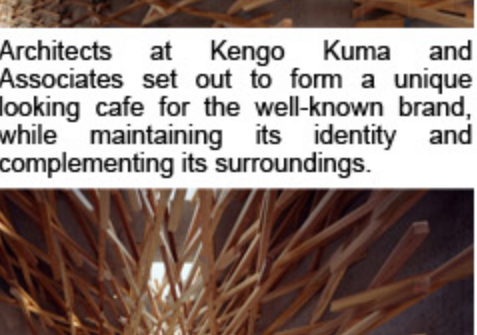 Architects at Kengo Kuma and
Associates set out to form a unique
looking cafe for the well-known brand,
while maintaining its identity and
complementing its surroundings.